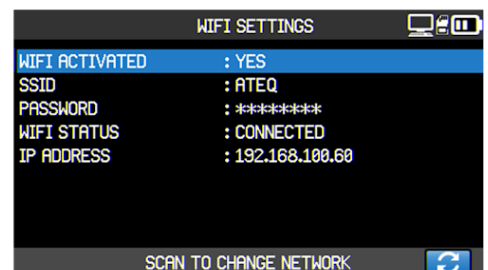 WIFI SETTINGS
WIFI ACTIVATED : YES
SSID : ATEQ
PASSWORD : ********
WIFI STATUS : CONNECTED
IP ADDRESS : 192.168.100.60
SCAN TO CHANGE NETWORK